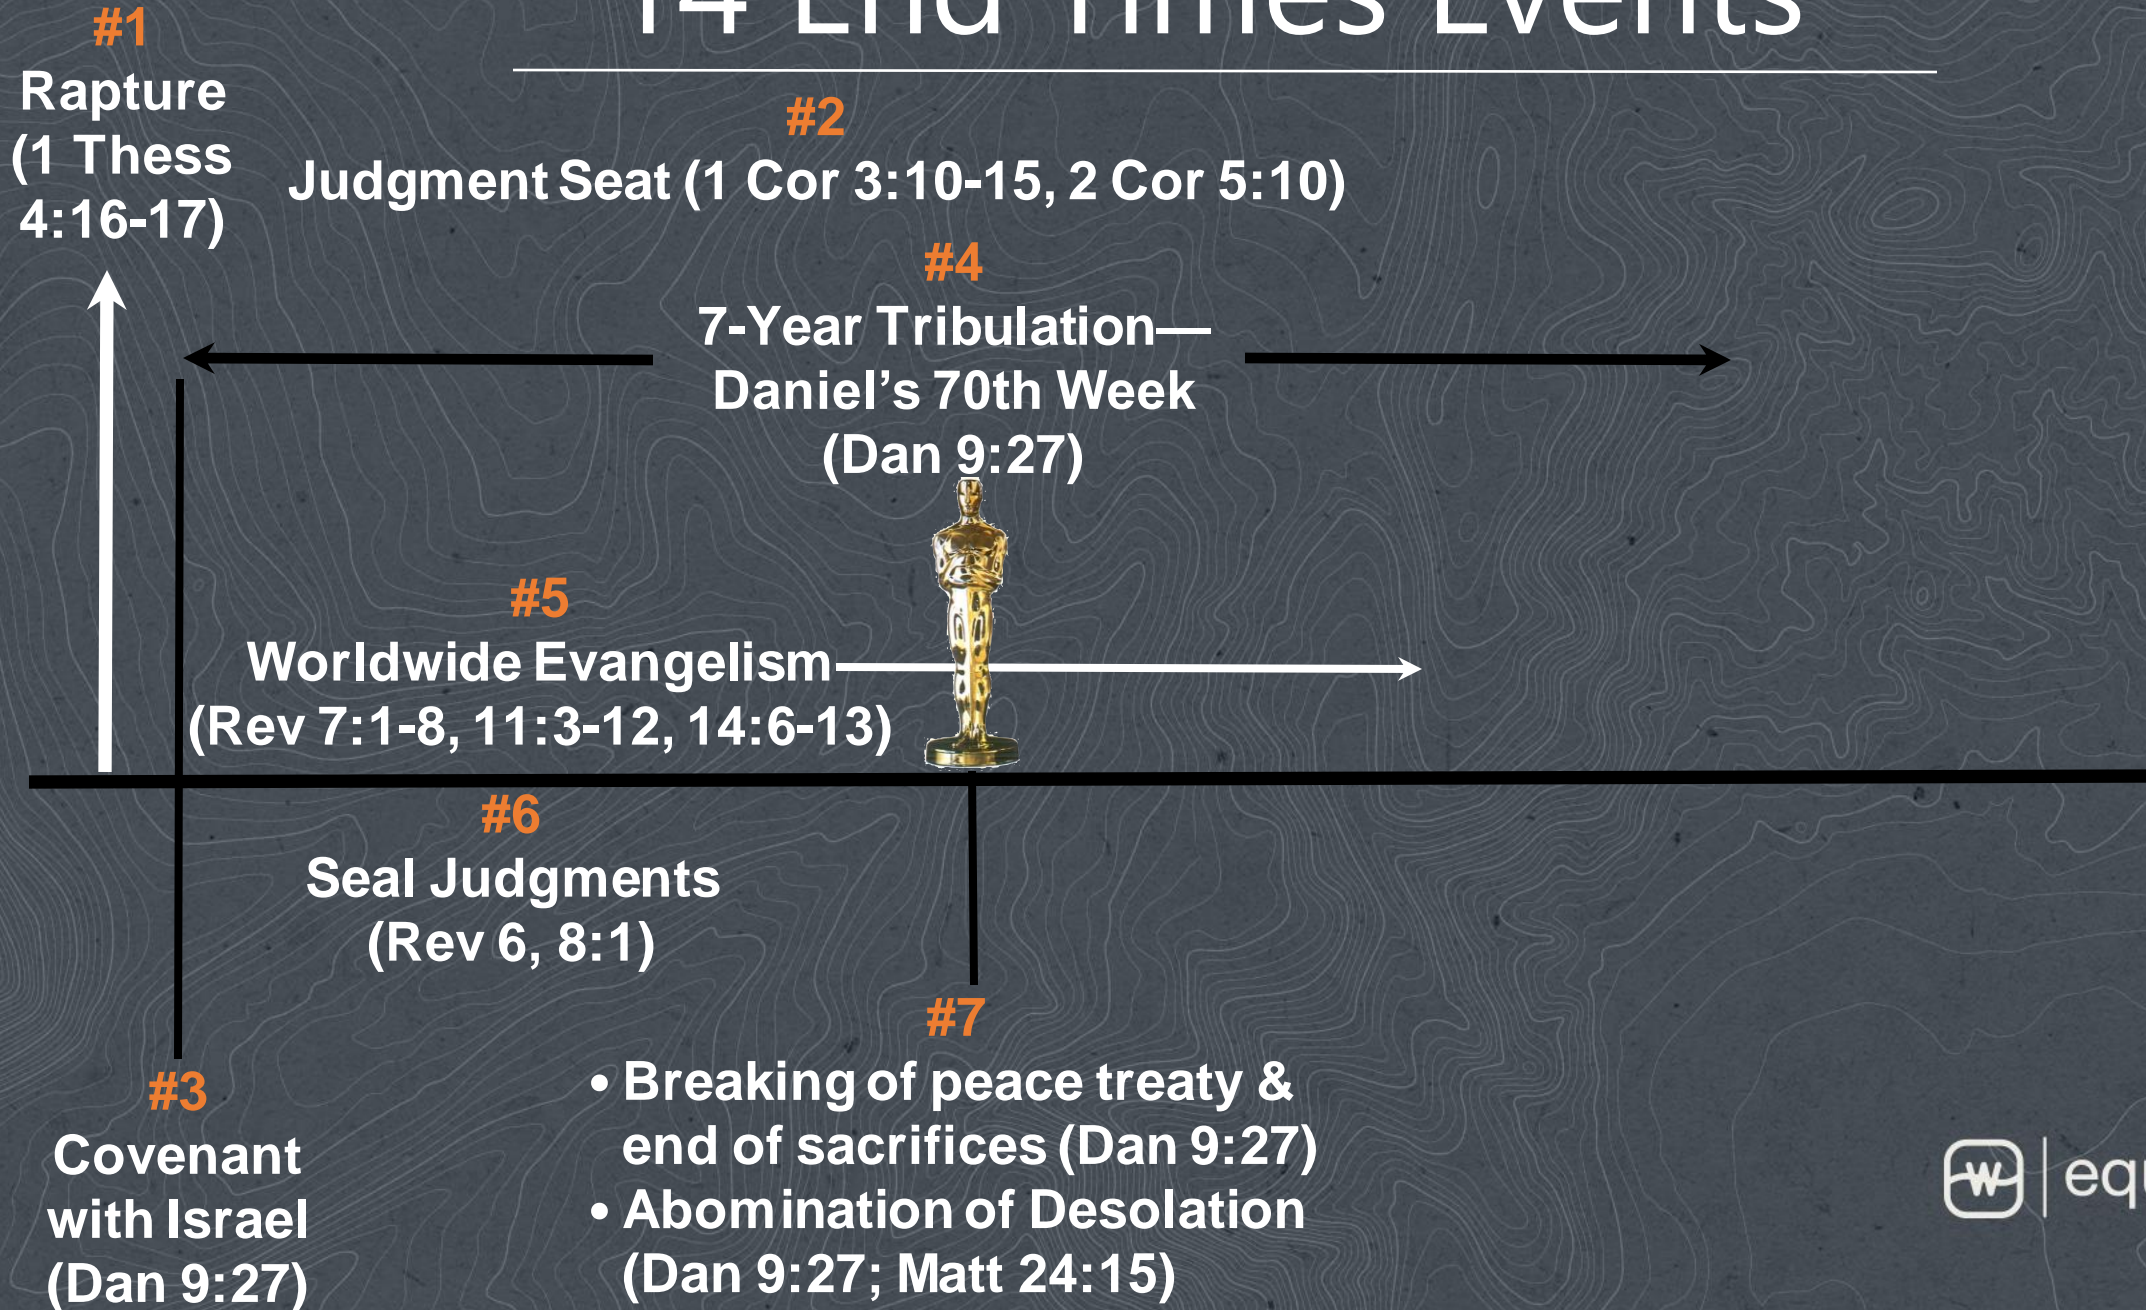 14 End Times Events
#1
Rapture
(1 Thess
4:16-17)
#2
Judgment Seat (1 Cor 3:10-15, 2 Cor 5:10)
#4
7-Year Tribulation—
Daniel’s 70th Week
(Dan 9:27)
#5
Worldwide Evangelism
(Rev 7:1-8, 11:3-12, 14:6-13)
#6
Seal Judgments
(Rev 6, 8:1)
#7
• Breaking of peace treaty &
end of sacrifices (Dan 9:27)
• Abomination of Desolation
(Dan 9:27; Matt 24:15)
#3
Covenant
with Israel
(Dan 9:27)
W